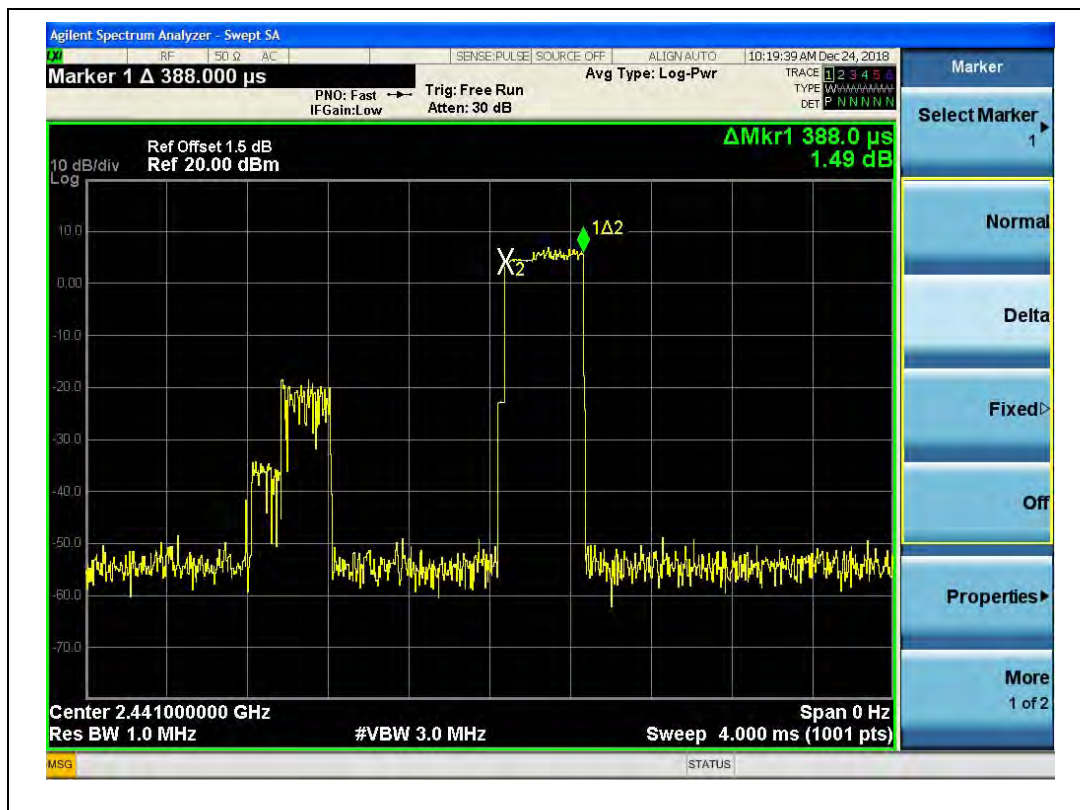 Agilent Spectrum Analyzer - Swept SA
LXI RF 50 Ω AC SENSE:PULSE SOURCE OFF ALIGN AUTO 10:19:39 AM Dec 24, 2018
Marker 1 Δ 388.000 µs
PNO: Fast
IFGain:Low
Trig: Free Run
Atten: 30 dB
Avg Type: Log-Pwr
TRACE 1 2 3 4 5 6
TYPE
DET P N N N N N
ΔMkr1 388.0 µs
1.49 dB
Ref Offset 1.5 dB
10 dB/div Ref 20.00 dBm
Log
10.0
0.00
-10.0
-20.0
-30.0
-40.0
-50.0
-60.0
-70.0
1Δ2
X2
Center 2.441000000 GHz Span 0 Hz
Res BW 1.0 MHz #VBW 3.0 MHz Sweep 4.000 ms (1001 pts)
MSG STATUS
Marker
Select Marker
1
Normal
Delta
Fixed
Off
Properties
More
1 of 2